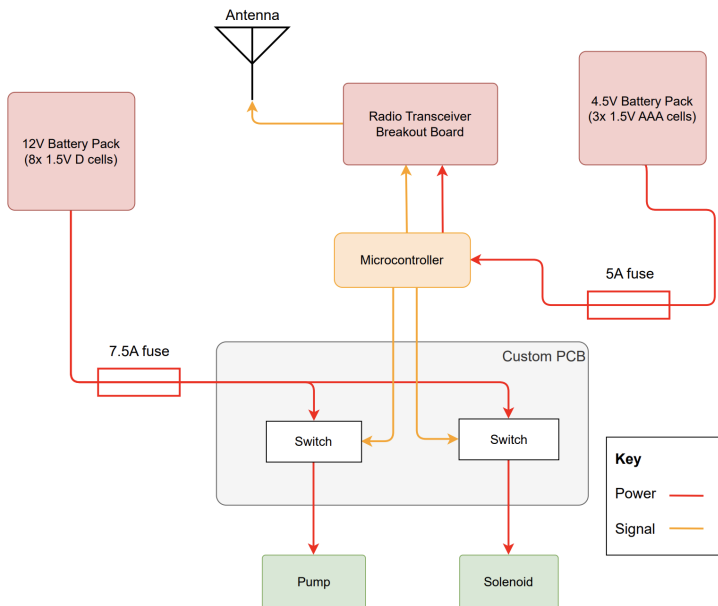 Antenna
12V Battery Pack
(8x 1.5V D cells)
Radio Transceiver
Breakout Board
4.5V Battery Pack
(3x 1.5V AAA cells)
Microcontroller
5A fuse
7.5A fuse
Custom PCB
Switch
Switch
Key
Power
Signal
Pump
Solenoid